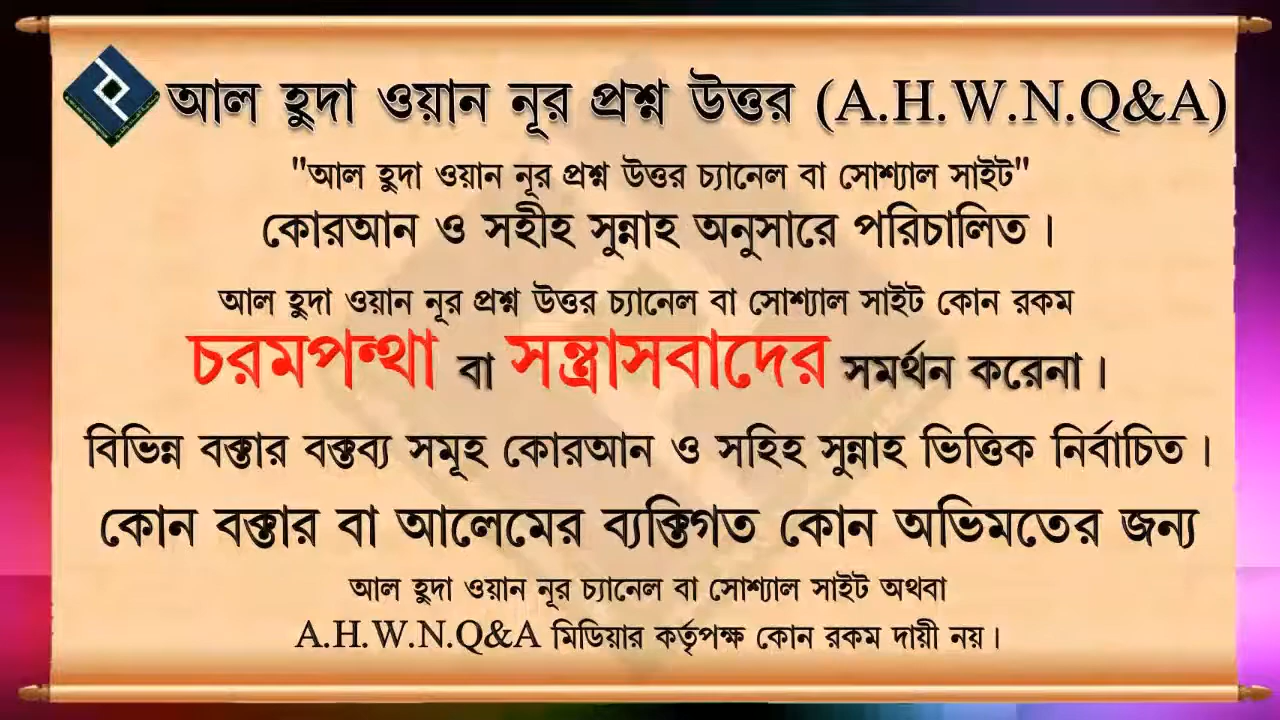 আল হুদা ওয়ান নূর প্রশ্ন উত্তর (A.H.W.N.Q&A)
"আল হুদা ওয়ান নূর প্রশ্ন উত্তর চ্যানেল বা সোশ্যাল সাইট"
কোরআন ও সহীহ সুন্নাহ অনুসারে পরিচালিত।
আল হুদা ওয়ান নূর প্রশ্ন উত্তর চ্যানেল বা সোশ্যাল সাইট কোন রকম
চরমপন্থা বা সন্ত্রাসবাদের সমর্থন করেনা।
বিভিন্ন বক্তার বক্তব্য সমূহ কোরআন ও সহিহ সুন্নাহ ভিত্তিক নির্বাচিত।
কোন বক্তার বা আলেমের ব্যক্তিগত কোন অভিমতের জন্য
আল হুদা ওয়ান নূর চ্যানেল বা সোশ্যাল সাইট অথবা
A.H.W.N.Q&A মিডিয়ার কর্তৃপক্ষ কোন রকম দায়ী নয়।